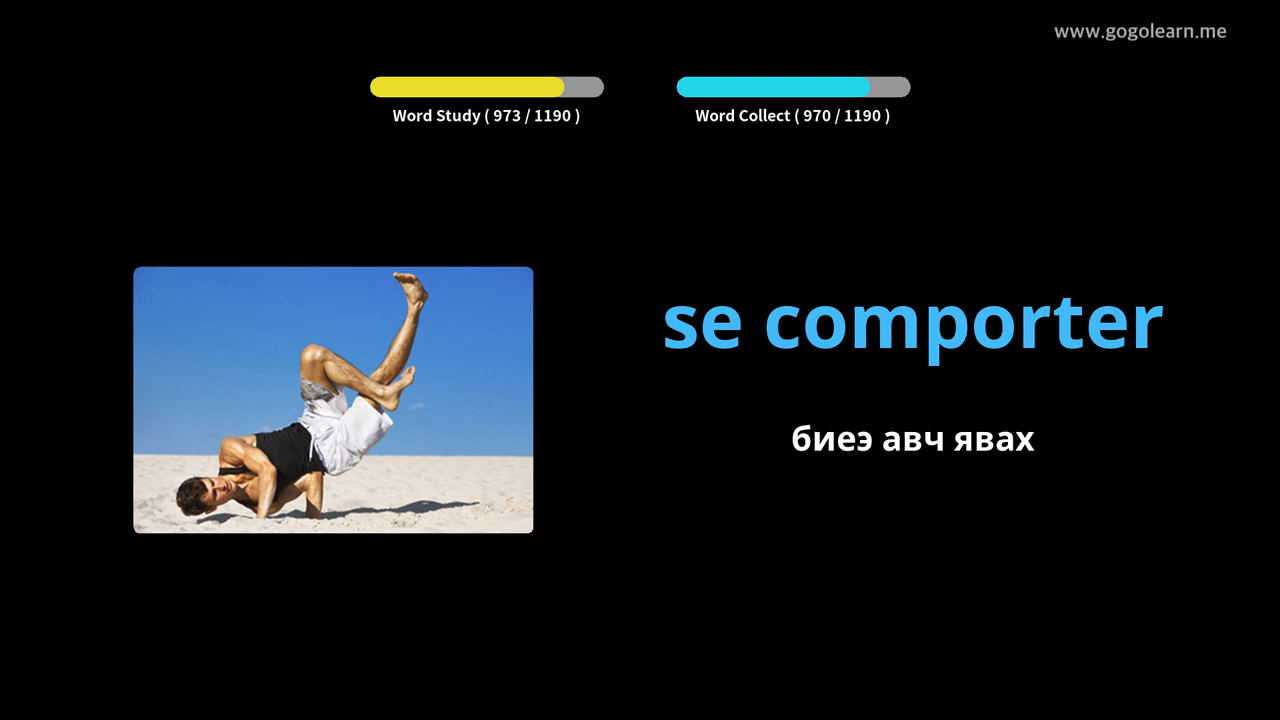 www.gogolearn.me
Word Study ( 973 / 1190 )
Word Collect ( 970 / 1190 )
se comporter
биеэ авч явах